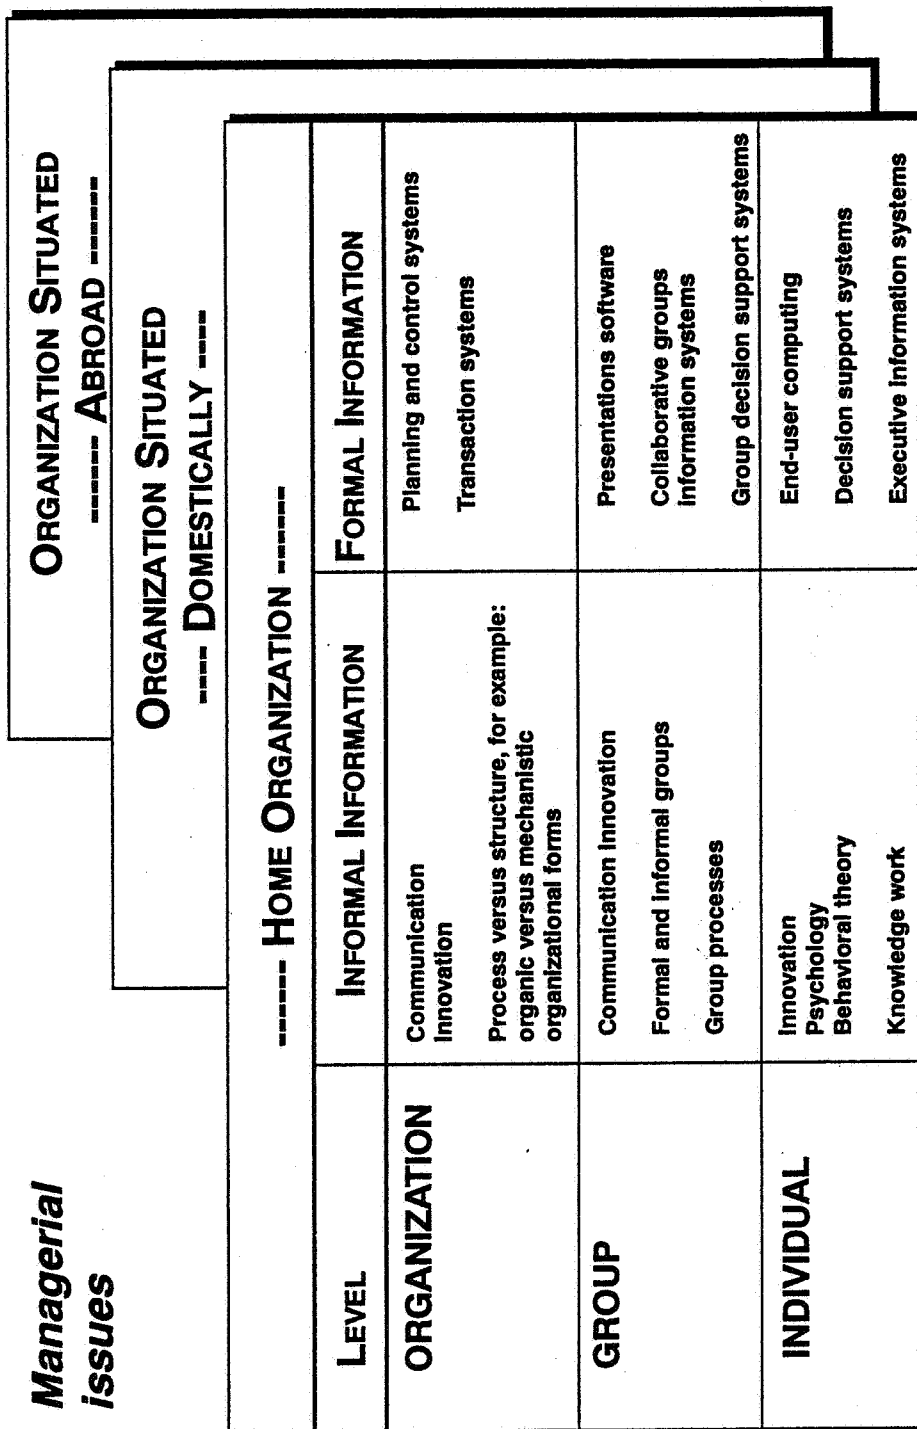 Managerial
issues
ORGANIZATION SITUATED
----- ABROAD ------
ORGANIZATION SITUATED
---- DOMESTICALLY ----
------ HOME ORGANIZATION ------
LEVEL
INFORMAL INFORMATION
FORMAL INFORMATION
ORGANIZATION
Communication
Innovation
Process versus structure, for example:
organic versus mechanistic
organizational forms
Planning and control systems
Transaction systems
GROUP
Communication Innovation
Formal and informal groups
Group processes
Presentations software
Collaborative groups
information systems
Group decision support systems
INDIVIDUAL
Innovation
Psychology
Behavioral theory
Knowledge work
End-user computing
Decision support systems
Executive information systems